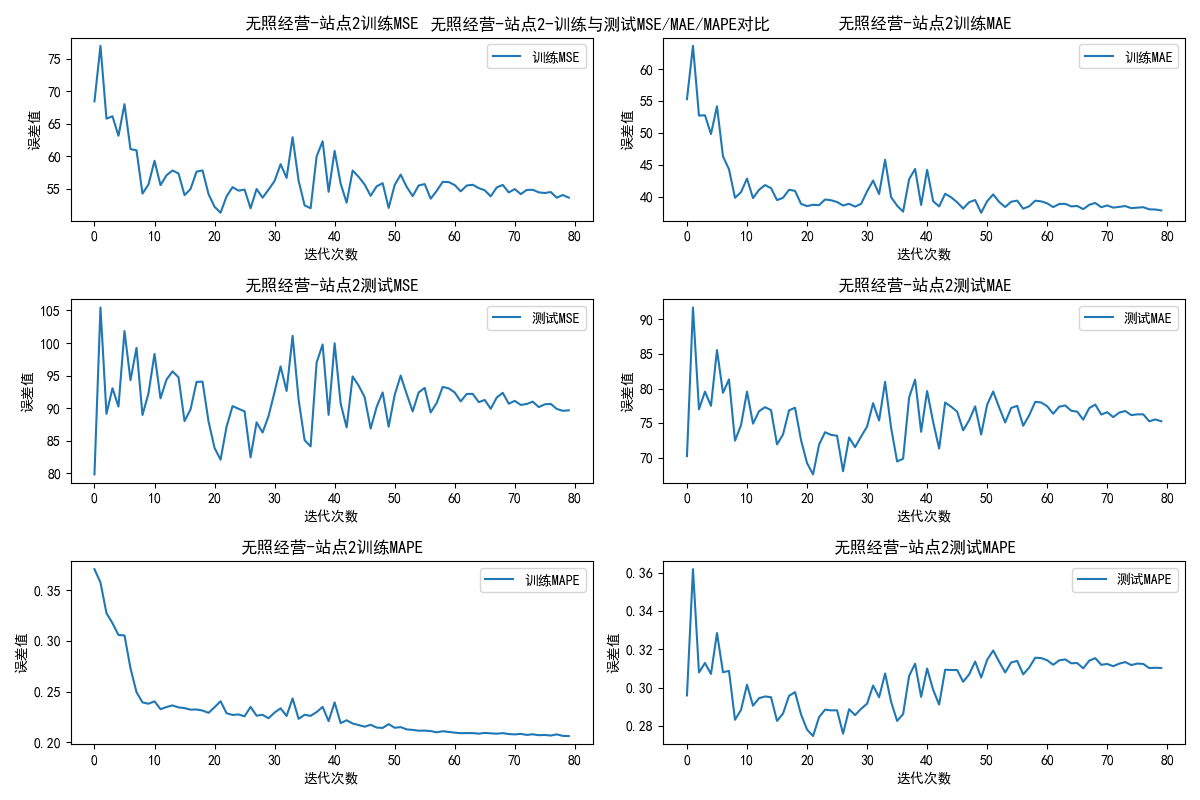 无照经营-站点2-训练与测试MSE/MAE/MAPE对比
无照经营-站点2训练MSE
训练MSE
误差值
75
70
65
60
55
0 10 20 30 40 50 60 70 80
迭代次数
无照经营-站点2训练MAE
训练MAE
误差值
60
55
50
45
40
0 10 20 30 40 50 60 70 80
迭代次数
无照经营-站点2测试MSE
测试MSE
误差值
105
100
95
90
85
80
0 10 20 30 40 50 60 70 80
迭代次数
无照经营-站点2测试MAE
测试MAE
误差值
90
85
80
75
70
0 10 20 30 40 50 60 70 80
迭代次数
无照经营-站点2训练MAPE
训练MAPE
误差值
0.35
0.30
0.25
0.20
0 10 20 30 40 50 60 70 80
迭代次数
无照经营-站点2测试MAPE
测试MAPE
误差值
0.36
0.34
0.32
0.30
0.28
0 10 20 30 40 50 60 70 80
迭代次数